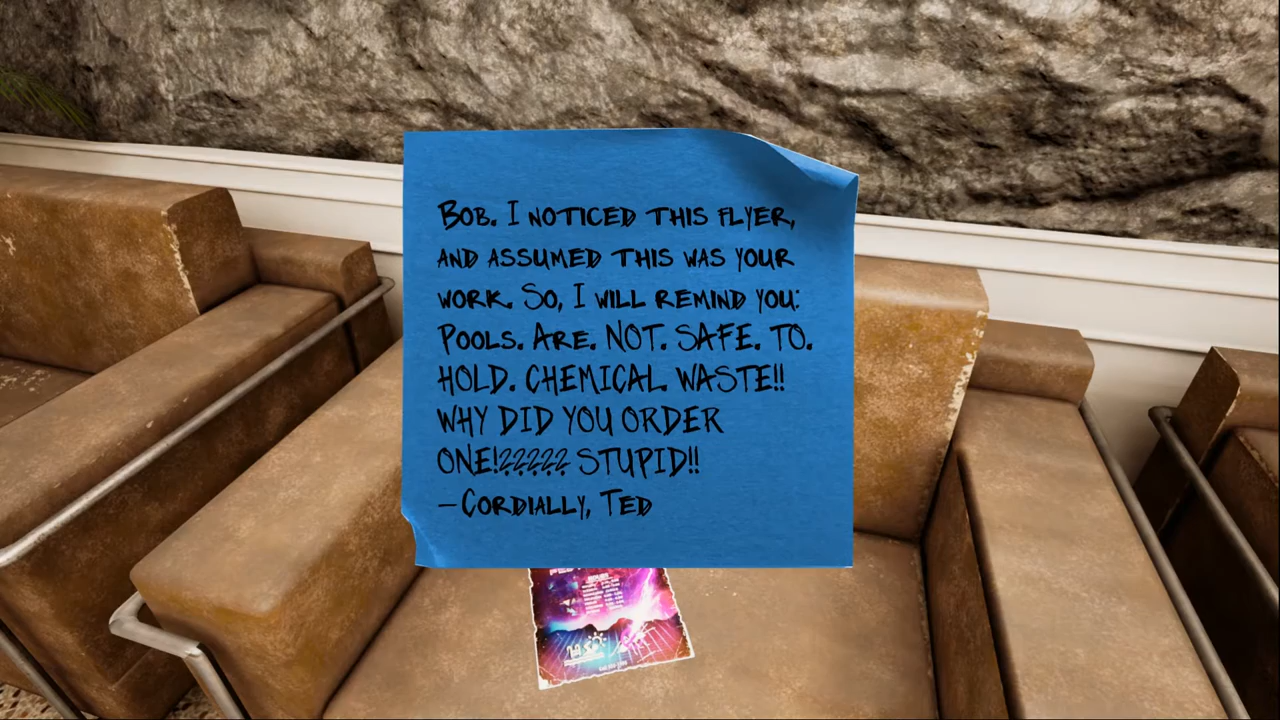 Bob. I noticed this flyer,
and assumed this was your
work. So, I will remind you:
Pools. Are. NOT. SAFE. TO.
HOLD. CHEMICAL WASTE!!
WHY DID YOU ORDER
ONE!????? STUPID!!
–Cordially, Ted
HOURS